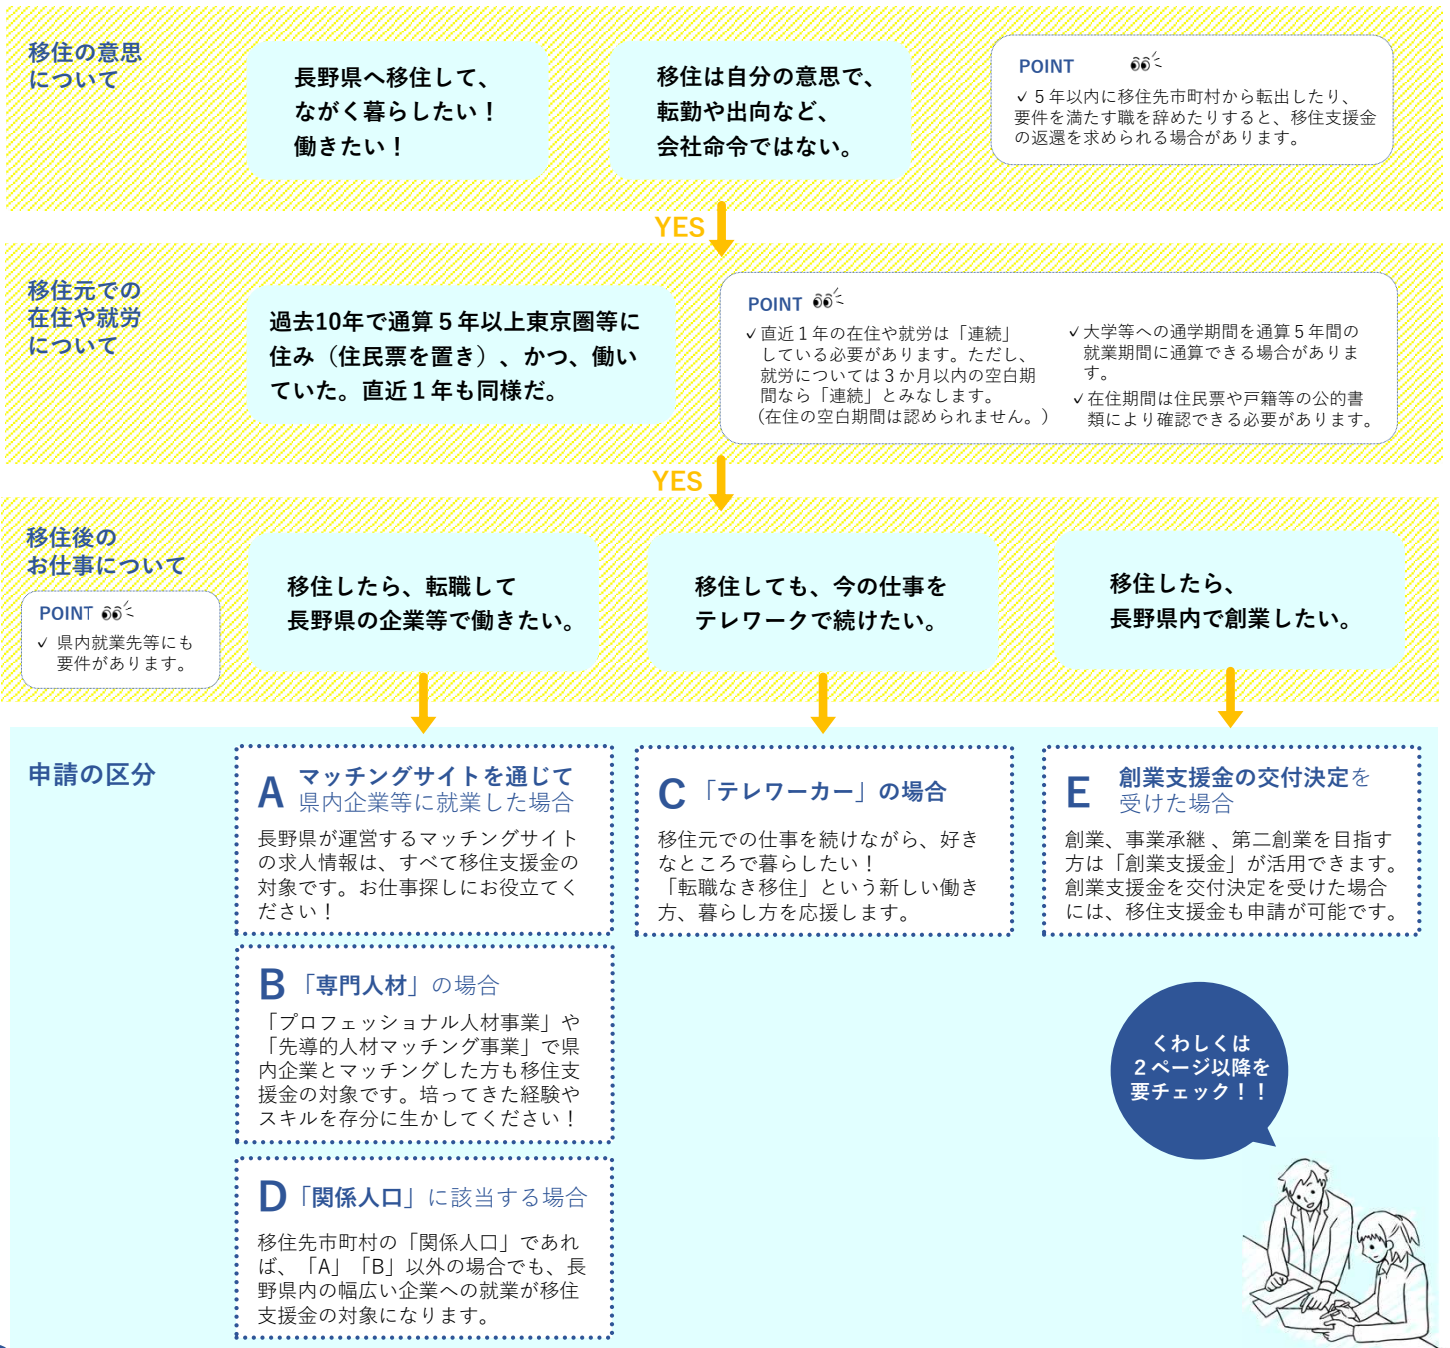 移住の意思
について
長野県へ移住して、
ながく暮らしたい！
働きたい！
移住は自分の意思で、
転勤や出向など、
会社命令ではない。
POINT
✓５年以内に移住先市町村から転出したり、
要件を満たす職を辞めたりすると、移住支援金
の返還を求められる場合があります。
YES
移住元での
在住や就労
について
過去10年で通算５年以上東京圏等に
住み（住民票を置き）、かつ、働い
ていた。直近１年も同様だ。
POINT
✓直近１年の在住や就労は「連続」
している必要があります。ただし、
就労については３か月以内の空白期
間なら「連続」とみなします。
(在住の空白期間は認められません。）
✓大学等への通学期間を通算５年間の
就業期間に通算できる場合がありま
す。
✓在住期間は住民票や戸籍等の公的書
類により確認できる必要があります。
YES
移住後の
お仕事について
POINT
✓ 県内就業先等にも
要件があります。
移住したら、転職して
長野県の企業等で働きたい。
移住しても、今の仕事を
テレワークで続けたい。
移住したら、
長野県内で創業したい。
申請の区分
A マッチングサイトを通じて
県内企業等に就業した場合
長野県が運営するマッチングサイト
の求人情報は、すべて移住支援金の
対象です。お仕事探しにお役立てく
ださい！
B 「専門人材」の場合
「プロフェッショナル人材事業」や
「先導的人材マッチング事業」で県
内企業とマッチングした方も移住支
援金の対象です。培ってきた経験や
スキルを存分に生かしてください！
D 「関係人口」に該当する場合
移住先市町村の「関係人口」であれ
ば、「A」「B」以外の場合でも、長
野県内の幅広い企業への就業が移住
支援金の対象になります。
C 「テレワーカー」の場合
移住元での仕事を続けながら、好き
なところで暮らしたい！
「転職なき移住」という新しい働き
方、暮らし方を応援します。
E 創業支援金の交付決定を
受けた場合
創業、事業承継、第二創業を目指す
方は「創業支援金」が活用できます。
創業支援金を交付決定を受けた場合
には、移住支援金も申請が可能です。
くわしくは
２ページ以降を
要チェック！！